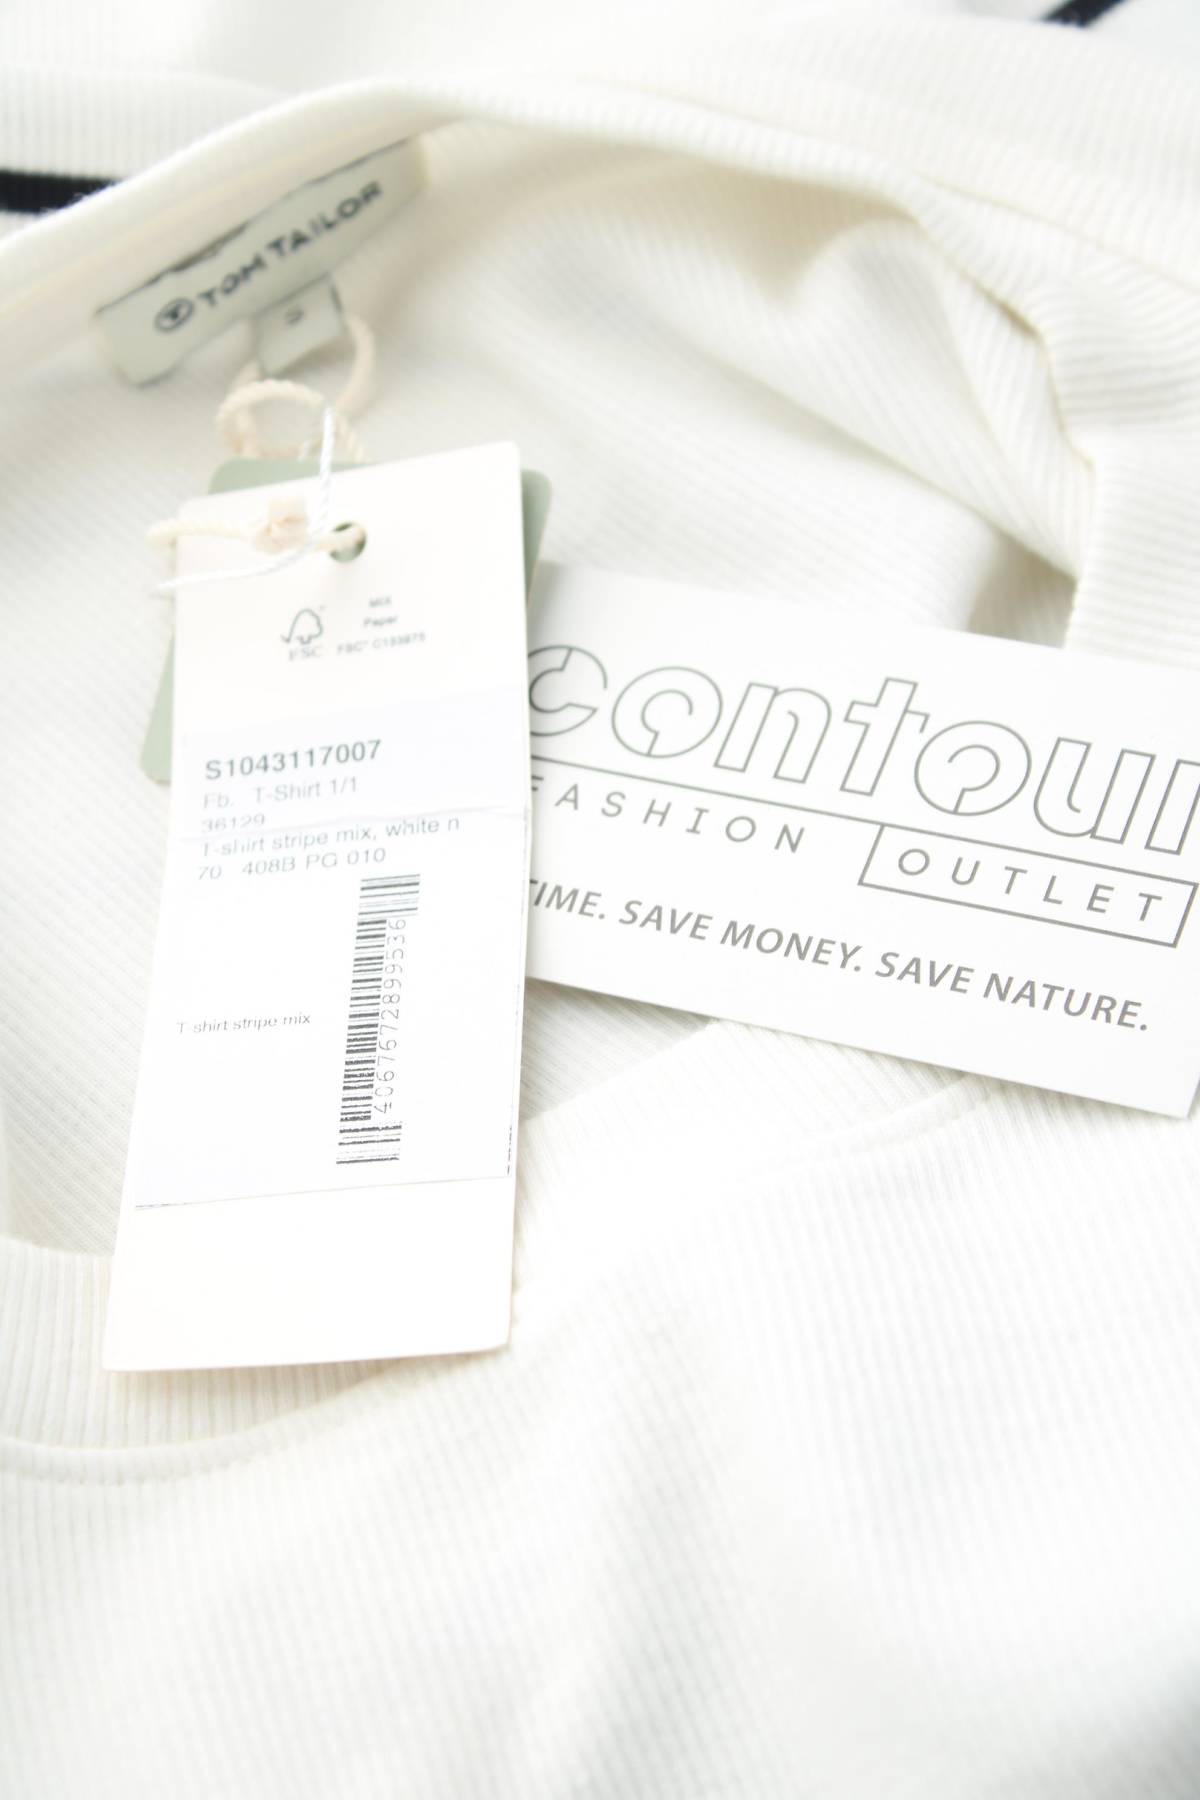 TOM TAILOR
S
FSC
MIX
Paper
FSC® C133875
S1043117007
Fb. T-Shirt 1/1
36129
T-shirt stripe mix, white n
70 408B PG 010
T-shirt stripe mix
4067672899536
contour
FASHION
OUTLET
TIME. SAVE MONEY. SAVE NATURE.